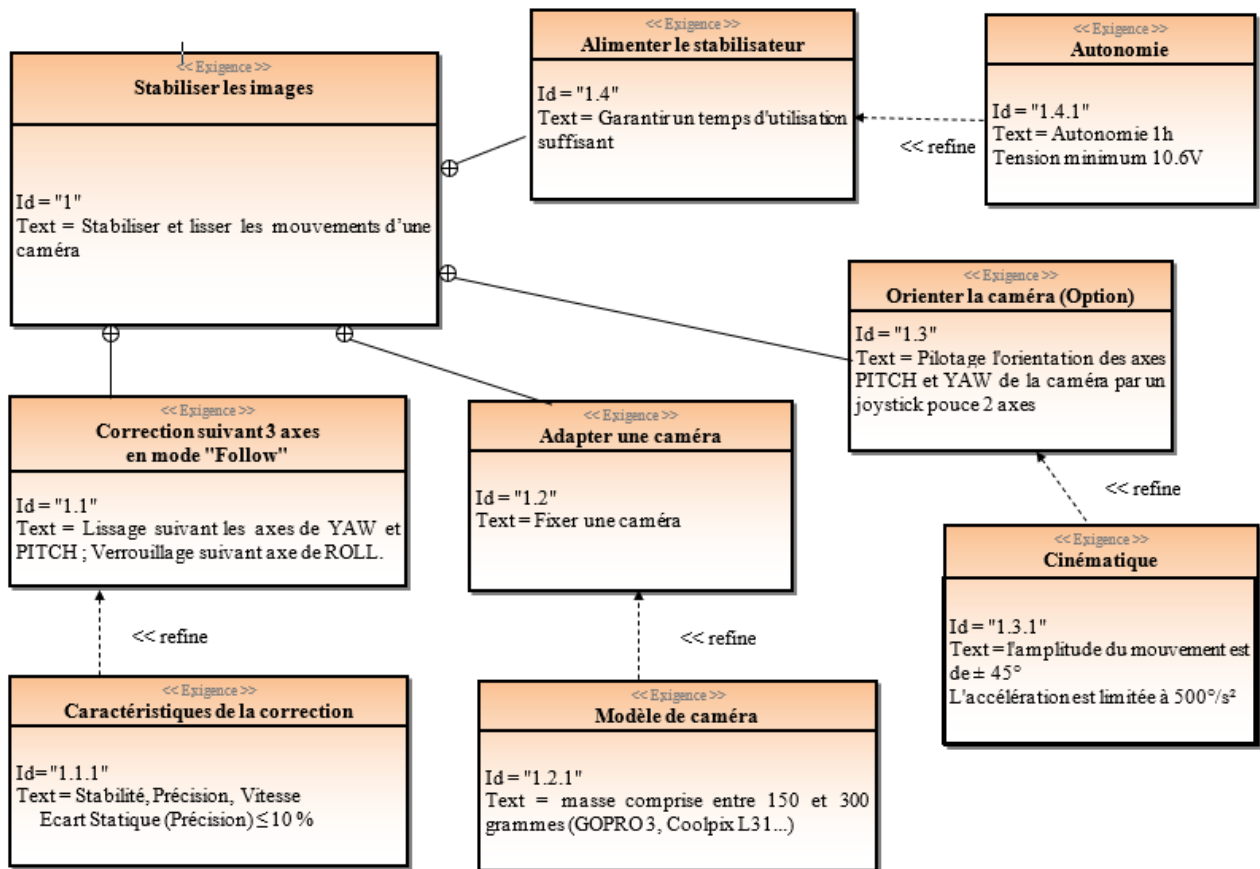 << Exigence >>
Stabiliser les images
Id = "1"
Text = Stabiliser et lisser les mouvements d’une
caméra
<< Exigence >>
Alimenter le stabilisateur
Id = "1.4"
Text = Garantir un temps d'utilisation
suffisant
<< refine
<< Exigence >>
Autonomie
Id = "1.4.1"
Text = Autonomie 1h
Tension minimum 10.6V
<< Exigence >>
Orienter la caméra (Option)
Id = "1.3"
Text = Pilotage l'orientation des axes
PITCH et YAW de la caméra par un
joystick pouce 2 axes
<< refine
<< Exigence >>
Correction suivant 3 axes
en mode "Follow"
Id = "1.1"
Text = Lissage suivant les axes de YAW et
PITCH ; Verrouillage suivant axe de ROLL.
<< refine
<< Exigence >>
Adapter une caméra
Id = "1.2"
Text = Fixer une caméra
<< refine
<< Exigence >>
Cinématique
Id = "1.3.1"
Text = l'amplitude du mouvement est
de ± 45°
L'accélération est limitée à 500°/s²
<< Exigence >>
Caractéristiques de la correction
Id= "1.1.1"
Text = Stabilité, Précision, Vitesse
Ecart Statique (Précision) ≤ 10 %
<< Exigence >>
Modèle de caméra
Id = "1.2.1"
Text = masse comprise entre 150 et 300
grammes (GOPRO 3, Coolpix L31...)